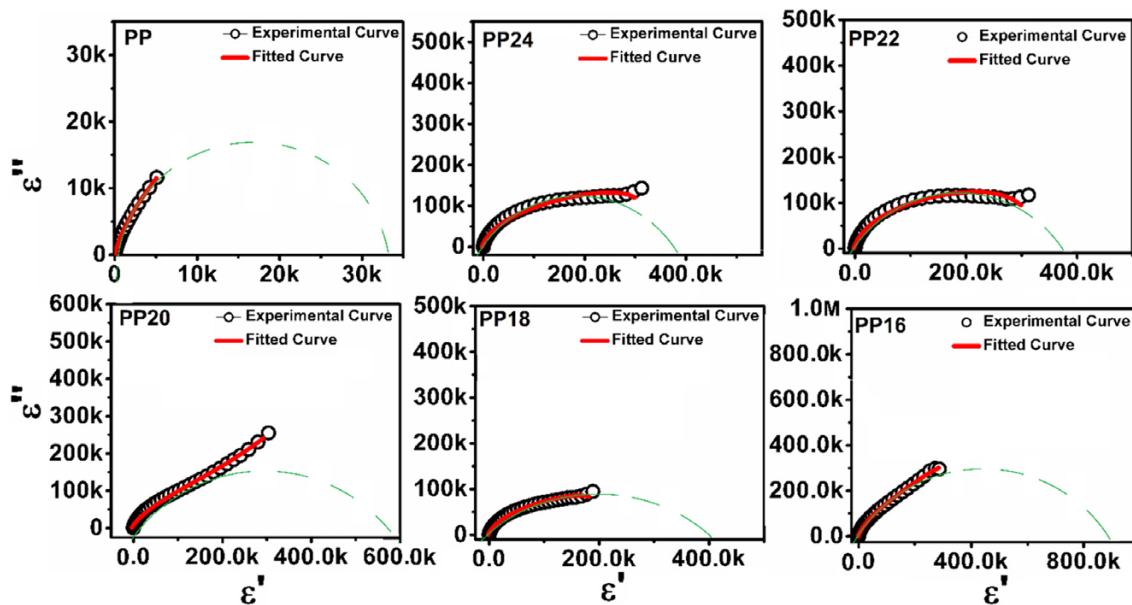 PP
Experimental Curve
Fitted Curve
30k
20k
10k
0
0
10k
20k
30k
PP24
Experimental Curve
Fitted Curve
500k
400k
300k
200k
100k
0
0
200.0k
400.0k
PP22
Experimental Curve
Fitted Curve
500k
400k
300k
200k
100k
0
0
200.0k
400.0k
ε''
PP20
Experimental Curve
Fitted Curve
600k
500k
400k
300k
200k
100k
0
0
200.0k
400.0k
600.0k
ε'
PP18
Experimental Curve
Fitted Curve
500k
400k
300k
200k
100k
0
0
200.0k
400.0k
ε'
PP16
Experimental Curve
Fitted Curve
1.0M
800.0k
600.0k
400.0k
200.0k
0.0
0.0
400.0k
800.0k
ε'
ε''